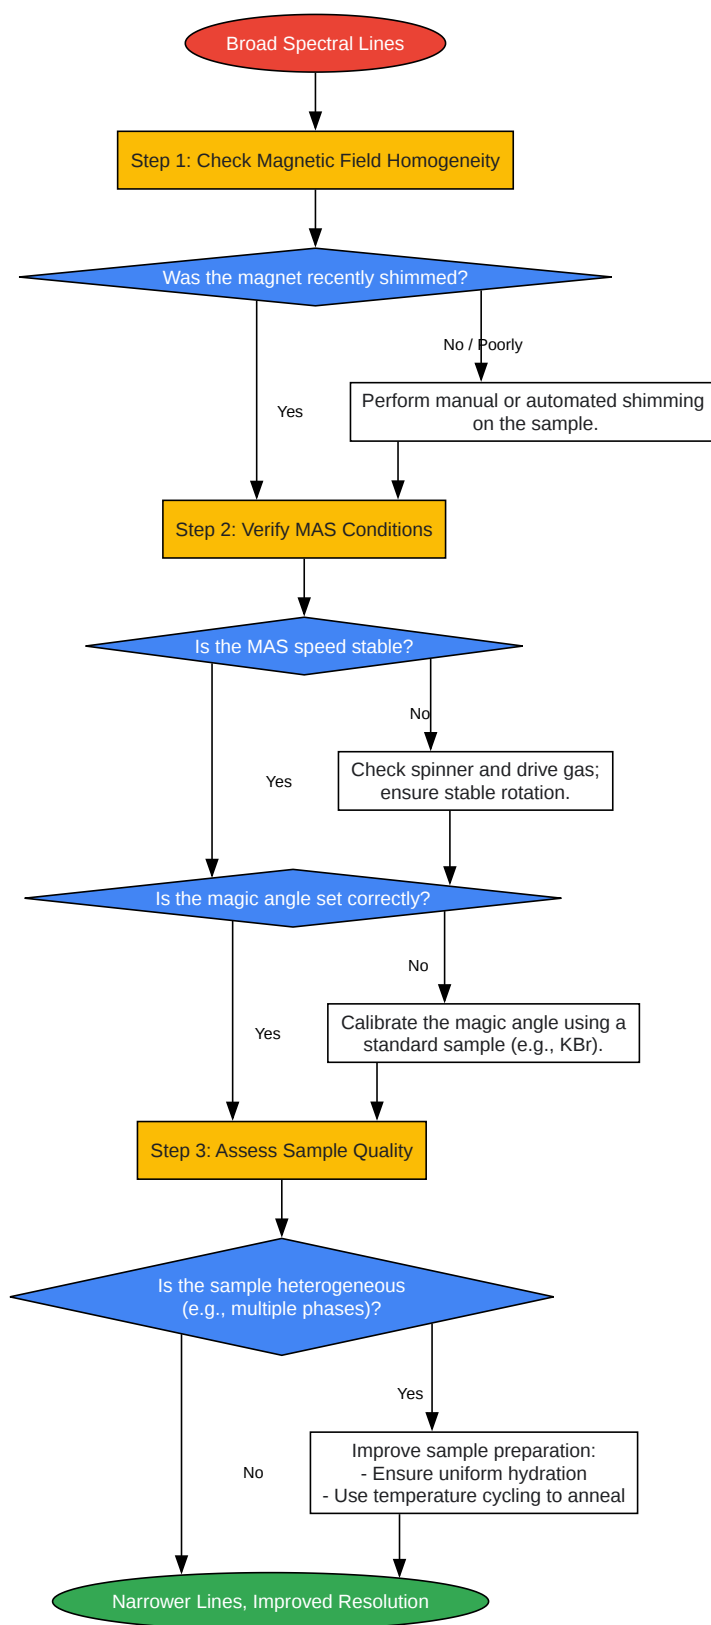 Broad Spectral Lines
Step 1: Check Magnetic Field Homogeneity
Was the magnet recently shimmed?
No / Poorly
Perform manual or automated shimming
on the sample.
Yes
Step 2: Verify MAS Conditions
Is the MAS speed stable?
No
Check spinner and drive gas;
ensure stable rotation.
Yes
Is the magic angle set correctly?
No
Calibrate the magic angle using a
standard sample (e.g., KBr).
Yes
Step 3: Assess Sample Quality
Is the sample heterogeneous
(e.g., multiple phases)?
Yes
Improve sample preparation:
- Ensure uniform hydration
- Use temperature cycling to anneal
No
Narrower Lines, Improved Resolution